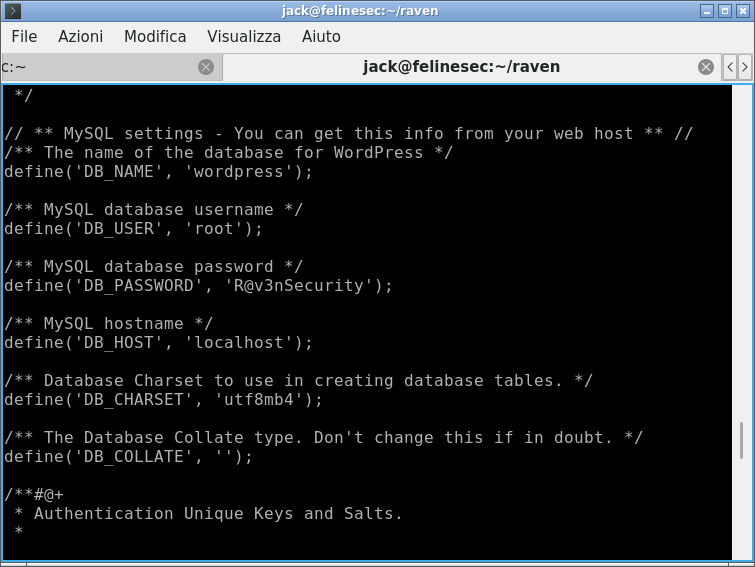 jack@felinesec:~/raven
File Azioni Modifica Visualizza Aiuto
c:~
jack@felinesec:~/raven
 */

// ** MySQL settings - You can get this info from your web host ** //
/** The name of the database for WordPress */
define('DB_NAME', 'wordpress');

/** MySQL database username */
define('DB_USER', 'root');

/** MySQL database password */
define('DB_PASSWORD', 'R@v3nSecurity');

/** MySQL hostname */
define('DB_HOST', 'localhost');

/** Database Charset to use in creating database tables. */
define('DB_CHARSET', 'utf8mb4');

/** The Database Collate type. Don't change this if in doubt. */
define('DB_COLLATE', '');

/**#@+
 * Authentication Unique Keys and Salts.
 *